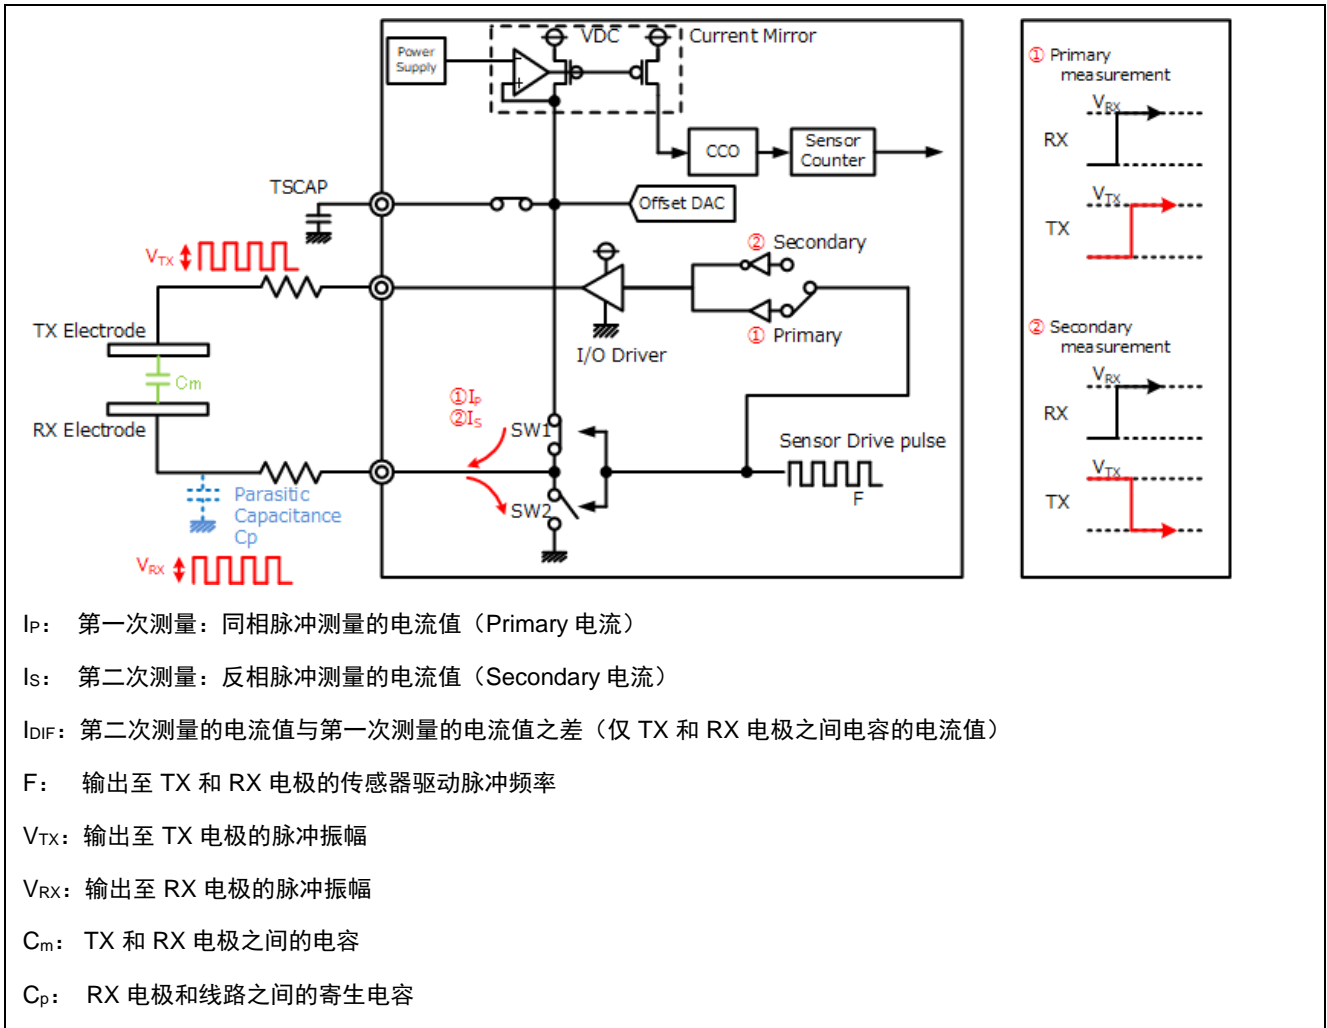 Power
Supply
VDC
Current Mirror
CCO
Sensor
Counter
TSCAP
Offset DAC
VTX
② Secondary
① Primary
I/O Driver
TX Electrode
Cm
RX Electrode
①IP
②IS
SW1
SW2
Sensor Drive pulse
F
Parasitic
Capacitance
Cp
VRX
① Primary
measurement
VRX
RX
VTX
TX
② Secondary
measurement
VRX
RX
VTX
TX
IP： 第一次测量：同相脉冲测量的电流值（Primary 电流）
IS： 第二次测量：反相脉冲测量的电流值（Secondary 电流）
IDIF：第二次测量的电流值与第一次测量的电流值之差（仅 TX 和 RX 电极之间电容的电流值）
F： 输出至 TX 和 RX 电极的传感器驱动脉冲频率
VTX：输出至 TX 电极的脉冲振幅
VRX：输出至 RX 电极的脉冲振幅
Cm： TX 和 RX 电极之间的电容
Cp： RX 电极和线路之间的寄生电容